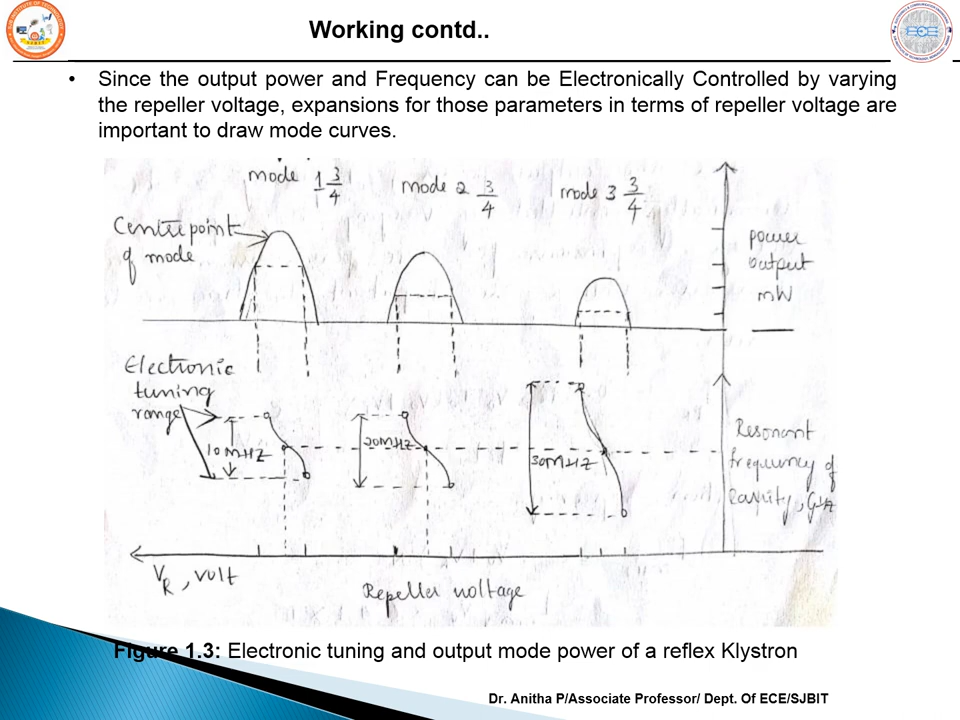 Working contd..
ECE
• Since the output power and Frequency can be Electronically Controlled by varying
the repeller voltage, expansions for those parameters in terms of repeller voltage are
important to draw mode curves.
mode 1 3/4
mode 2 3/4
mode 3 3/4
Centre point
of mode
power
output
mW
Electronic
tuning
range
10 MHZ
20MHZ
30MHZ
Resonant
frequency of
Cavity, GHz
VR, volt
Repeller voltage
Figure 1.3: Electronic tuning and output mode power of a reflex Klystron
Dr. Anitha P/Associate Professor/ Dept. Of ECE/SJBIT